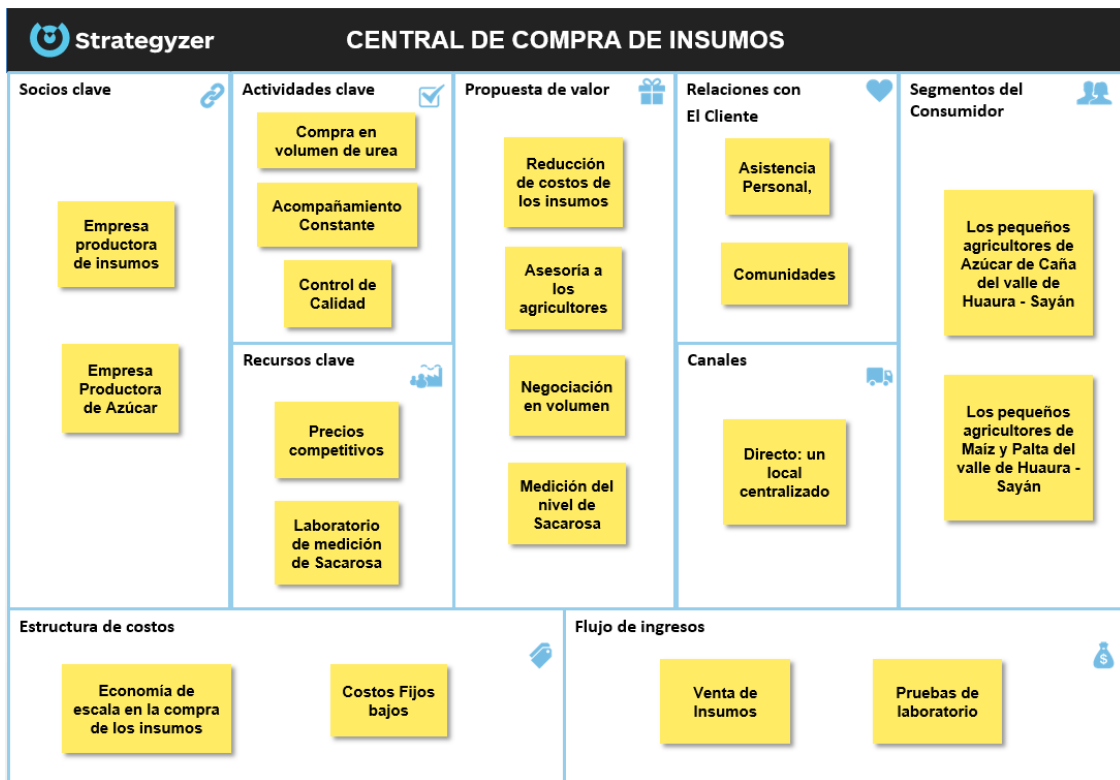 Strategyzer
CENTRAL DE COMPRA DE INSUMOS
Socios clave
Empresa
productora
de insumos
Empresa
Productora
de Azúcar
Actividades clave
Compra en
volumen de urea
Acompañamiento
Constante
Control de
Calidad
Recursos clave
Precios
competitivos
Laboratorio
de medición
de Sacarosa
Propuesta de valor
Reducción
de costos de
los insumos
Asesoría a
los
agricultores
Negociación
en volumen
Medición del
nivel de
Sacarosa
Relaciones con
El Cliente
Asistencia
Personal,
Comunidades
Canales
Directo: un
local
centralizado
Segmentos del
Consumidor
Los pequeños
agricultores de
Azúcar de Caña
del valle de
Huaura - Sayán
Los pequeños
agricultores de
Maíz y Palta del
valle de Huaura -
Sayán
Estructura de costos
Economía de
escala en la compra
de los insumos
Costos Fijos
bajos
Flujo de ingresos
Venta de
Insumos
Pruebas de
laboratorio
$